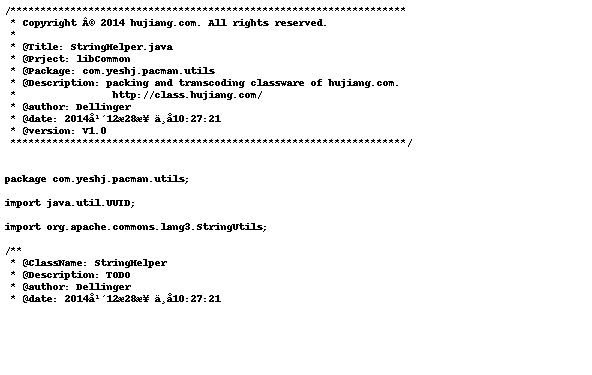 /******************************************************************
 * Copyright Â© 2014 hujiang.com. All rights reserved.
 *
 * @Title: StringHelper.java
 * @Prject: libCommon
 * @Package: com.yeshj.pacman.utils
 * @Description: packing and transcoding classware of hujiang.com.
 *                http://class.hujiang.com/
 * @author: Dellinger
 * @date: 2014å¹´12æ28æ¥ ä¸å10:27:21
 * @version: V1.0
 ******************************************************************/
package com.yeshj.pacman.utils;
import java.util.UUID;
import org.apache.commons.lang3.StringUtils;
/**
 * @ClassName: StringHelper
 * @Description: TODO
 * @author: Dellinger
 * @date: 2014å¹´12æ28æ¥ ä¸å10:27:21